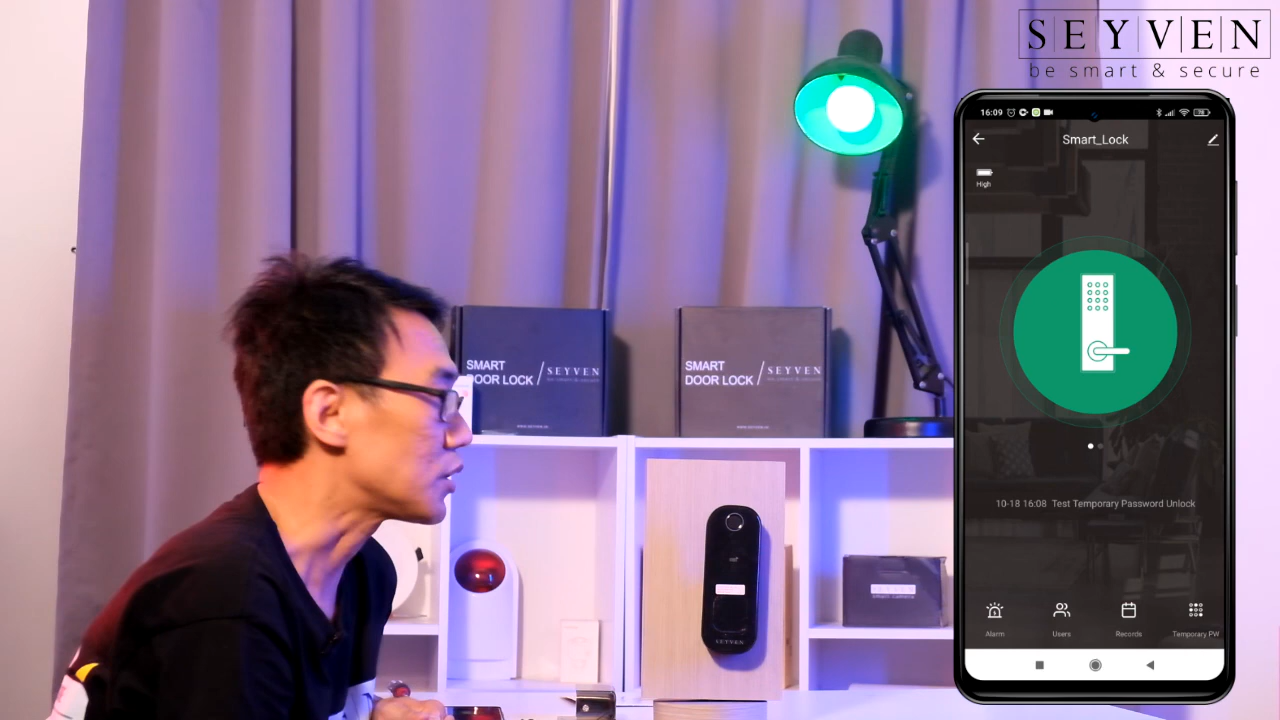 SEYVEN
be smart & secure
16:09
78
Smart_Lock
High
SMART
DOOR LOCK / SEYVEN
SMART
DOOR LOCK / SEYVEN
10-18 16:08 Test Temporary Password Unlock
SEYVEN
Alarm
Users
Records
Temporary PW